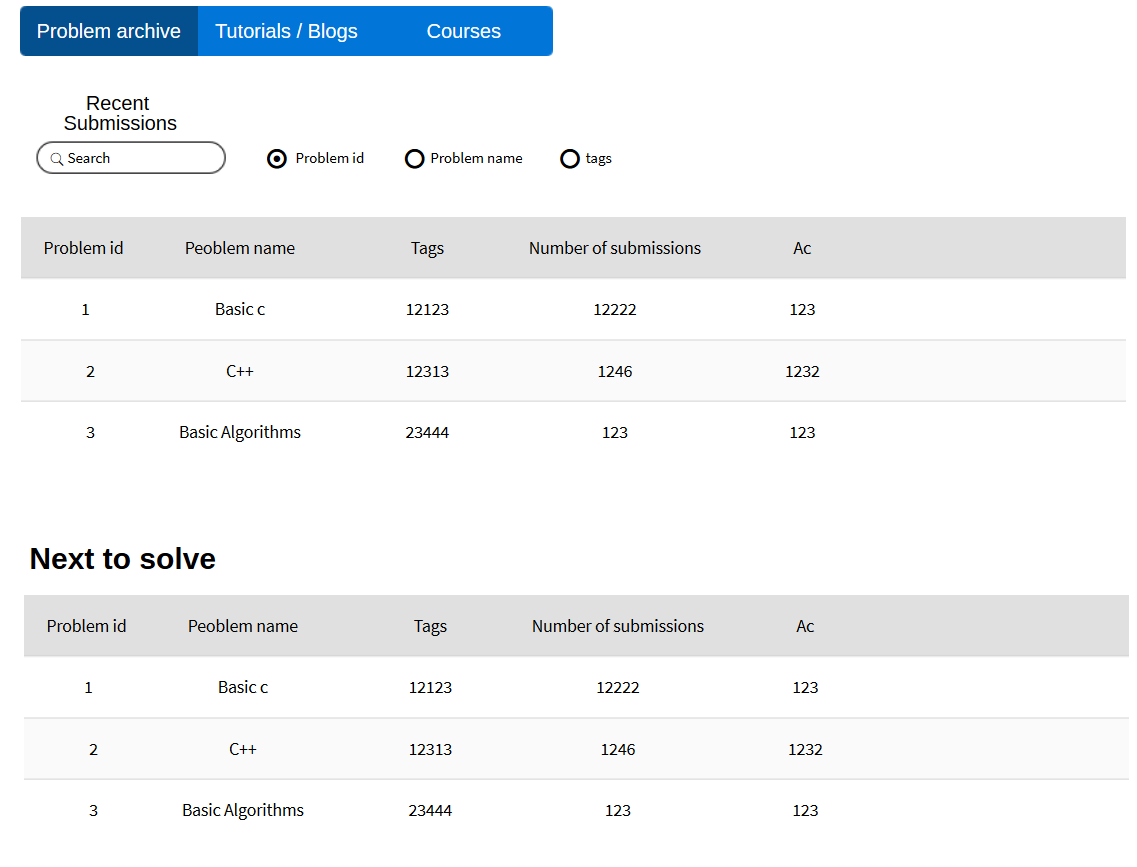 Problem archive Tutorials / Blogs Courses
Recent
Submissions
Search Problem id Problem name tags
Problem id Peoblem name Tags Number of submissions Ac
1 Basic c 12123 12222 123
2 C++ 12313 1246 1232
3 Basic Algorithms 23444 123 123
Next to solve
Problem id Peoblem name Tags Number of submissions Ac
1 Basic c 12123 12222 123
2 C++ 12313 1246 1232
3 Basic Algorithms 23444 123 123